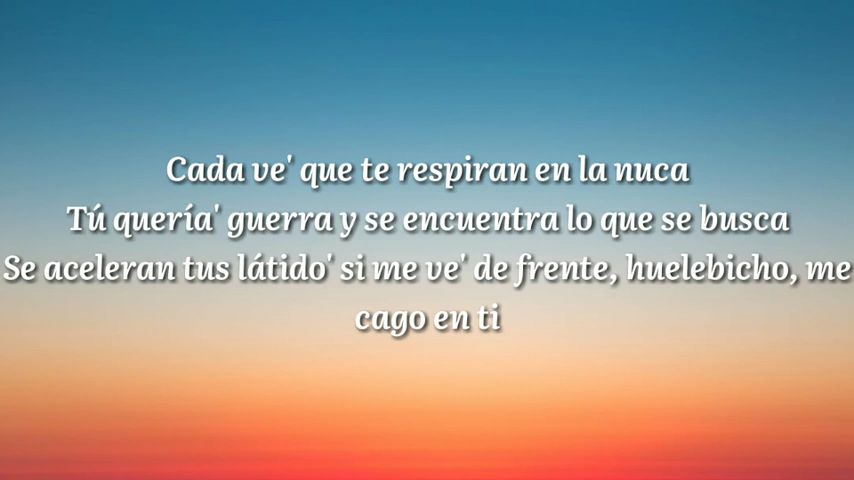 Cada ve' que te respiran en la nuca
Tú quería' guerra y se encuentra lo que se busca
Se aceleran tus látido' si me ve' de frente, huelebicho, me
cago en ti